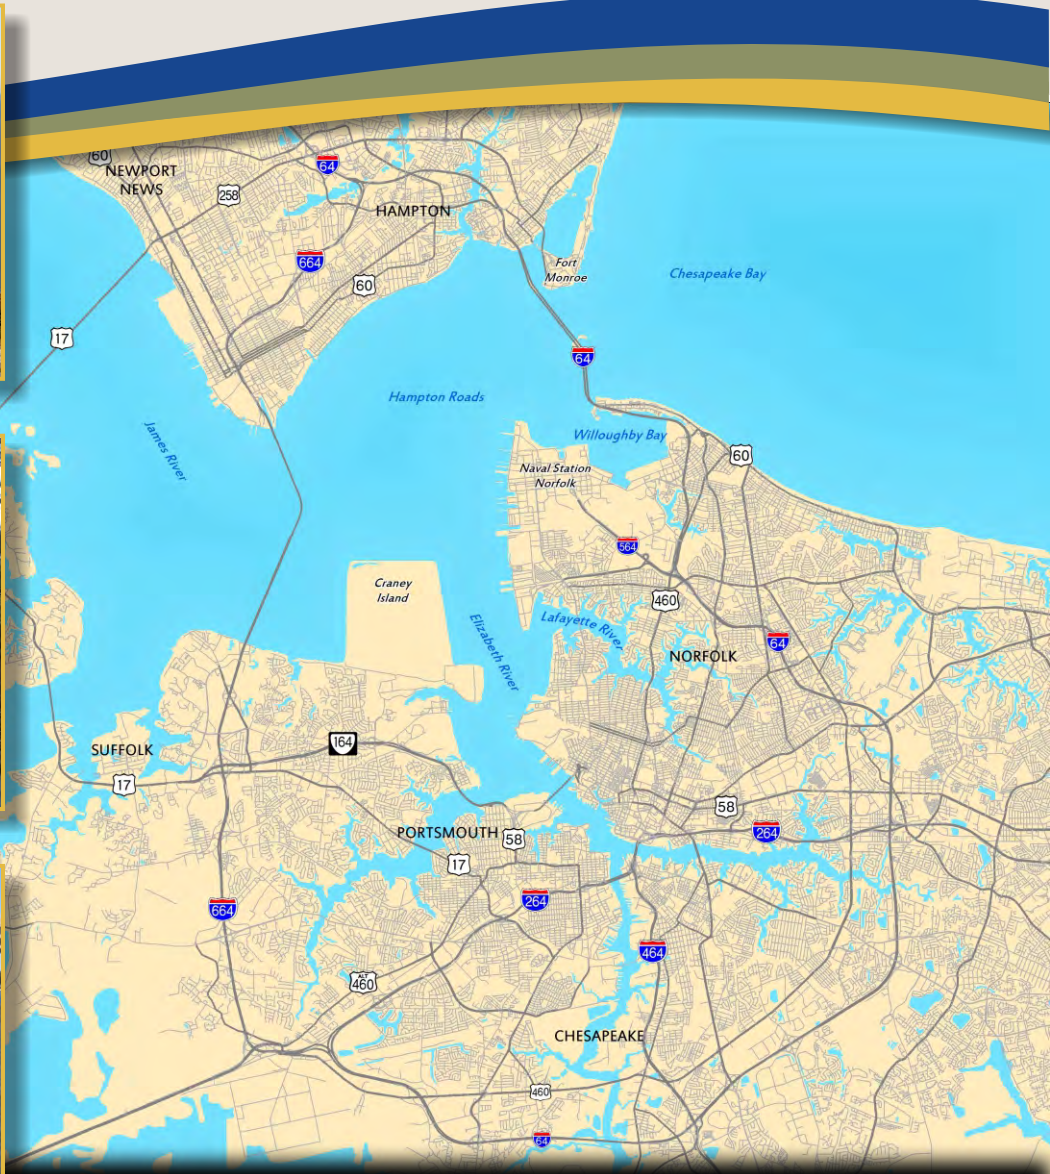 60
NEWPORT
NEWS
64
258
HAMPTON
664
60
Fort
Monroe
Chesapeake Bay
17
64
Hampton Roads
James River
Willoughby Bay
60
Naval Station
Norfolk
564
Craney
Island
460
Elizabeth River
Lafayette River
64
NORFOLK
164
SUFFOLK
17
58
PORTSMOUTH
58
264
17
664
264
464
ALT
460
CHESAPEAKE
460
64